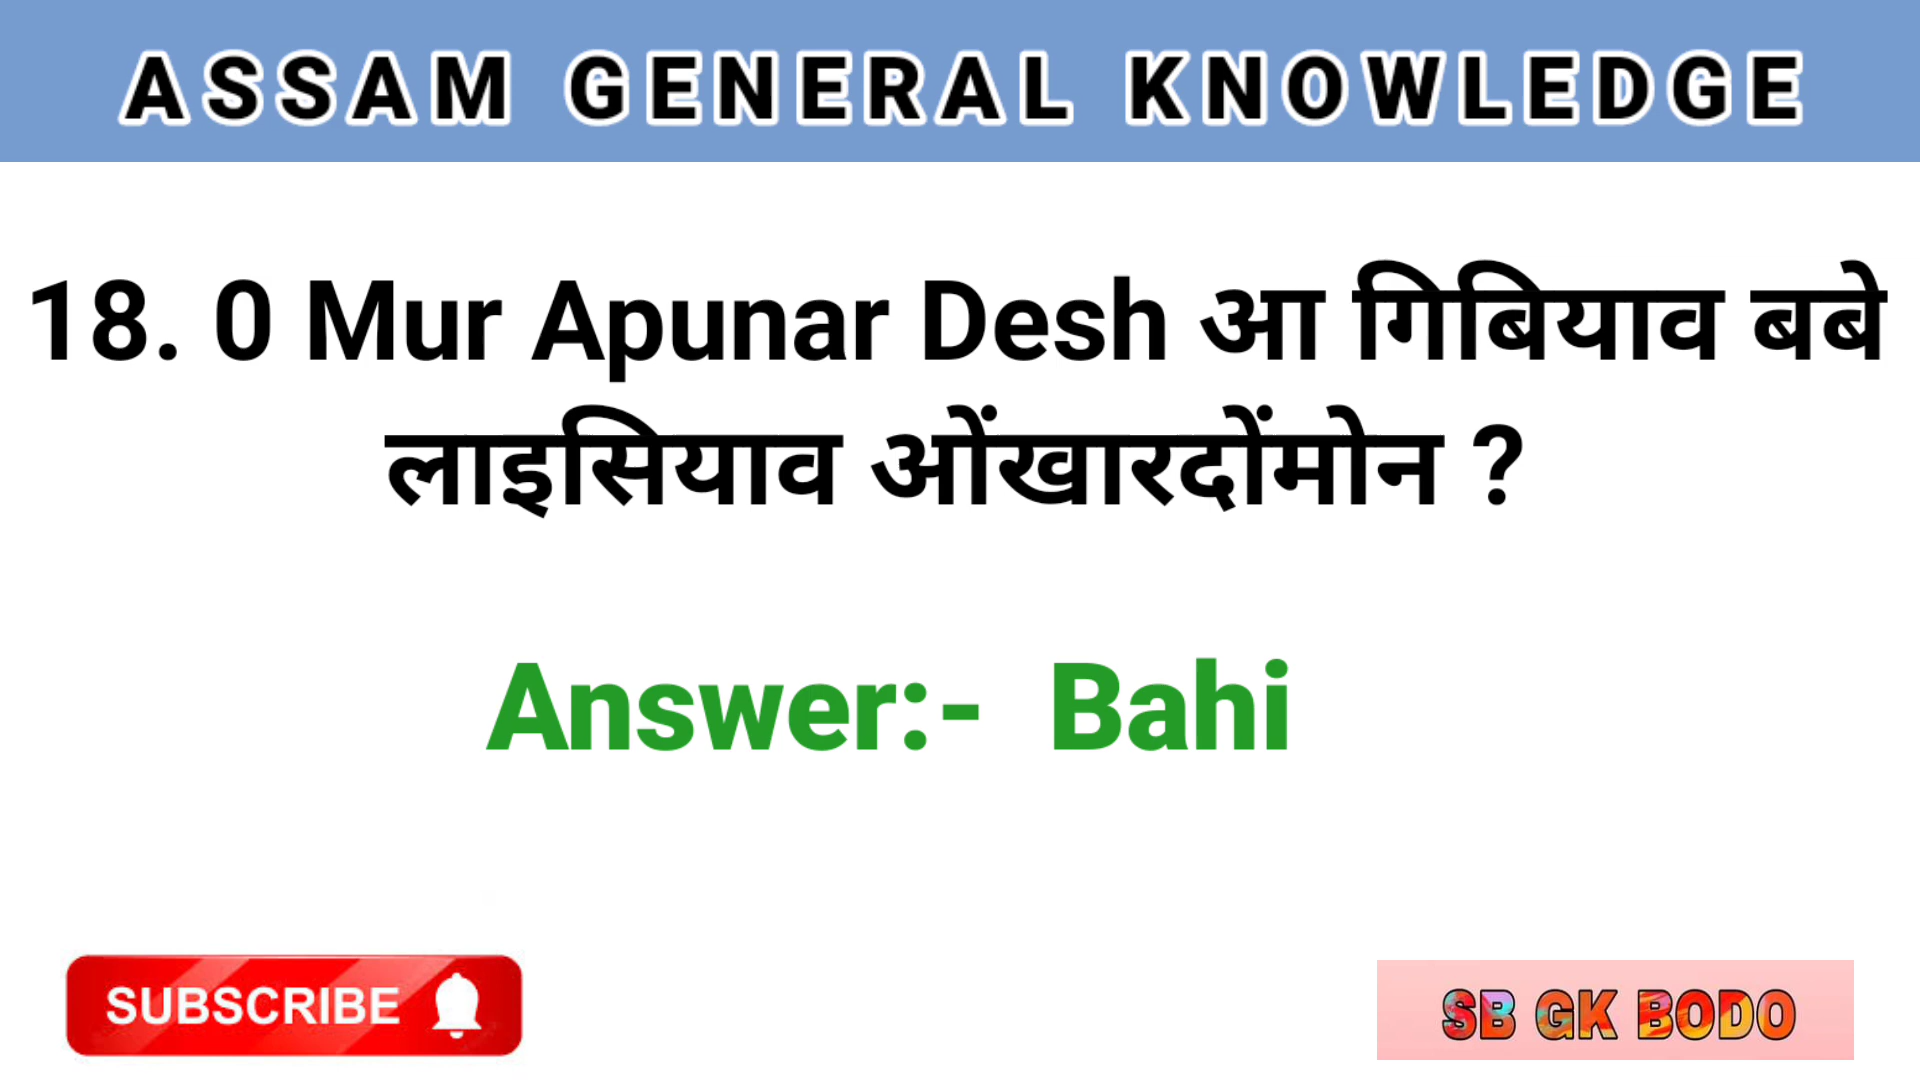 ASSAM GENERAL KNOWLEDGE
18. 0 Mur Apunar Desh आ गिबियाव बबे
लाइसियाव ओंखारदोंमोन ?
Answer:- Bahi
SUBSCRIBE
SB GK BODO